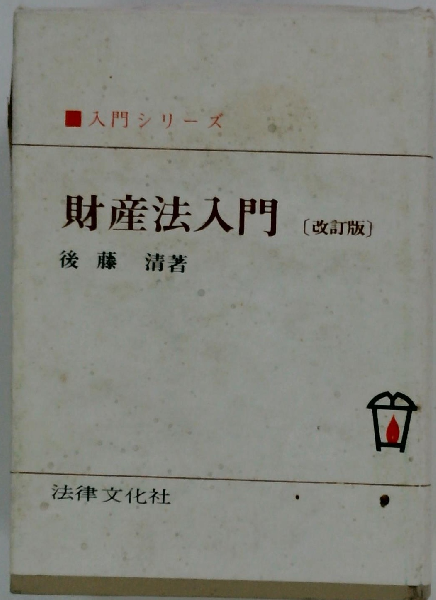 ■入門シリーズ
財産法入門〔改訂版〕
後藤 清著
法律文化社